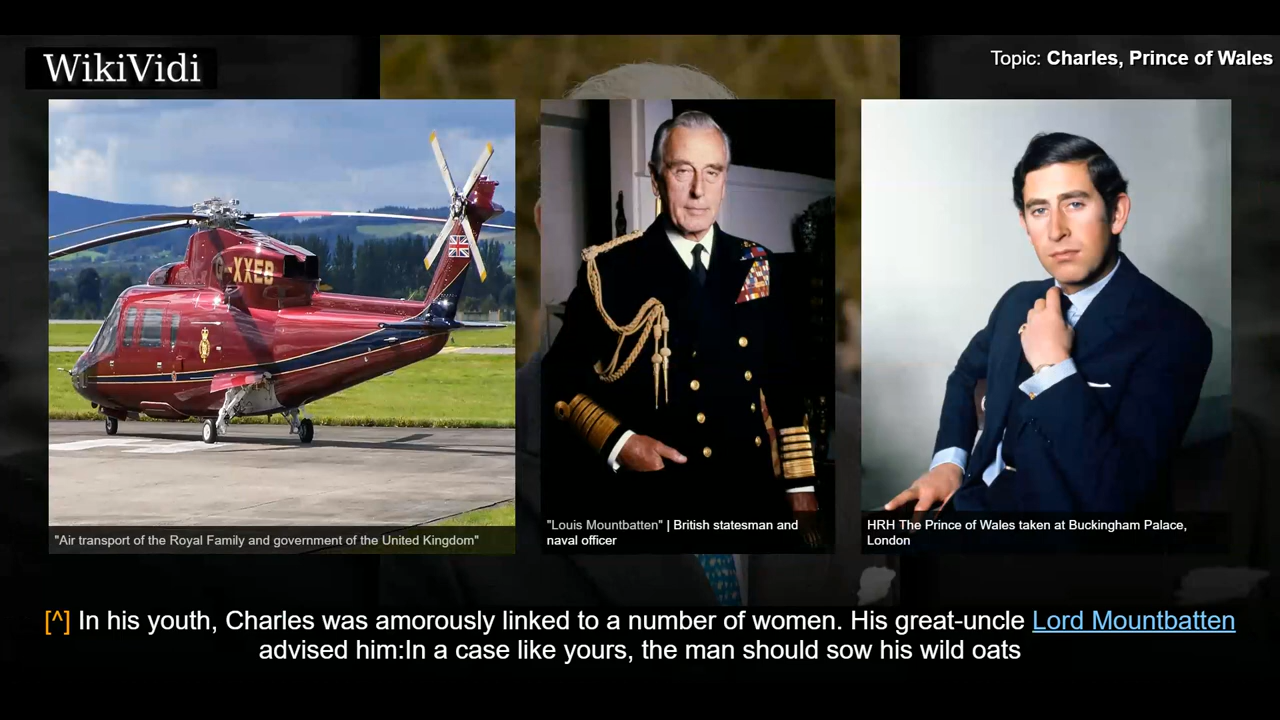 WikiVidi
Topic: Charles, Prince of Wales
G-XXEB
"Air transport of the Royal Family and government of the United Kingdom"
"Louis Mountbatten" | British statesman and
naval officer
HRH The Prince of Wales taken at Buckingham Palace,
London
[^] In his youth, Charles was amorously linked to a number of women. His great-uncle Lord Mountbatten
advised him:In a case like yours, the man should sow his wild oats